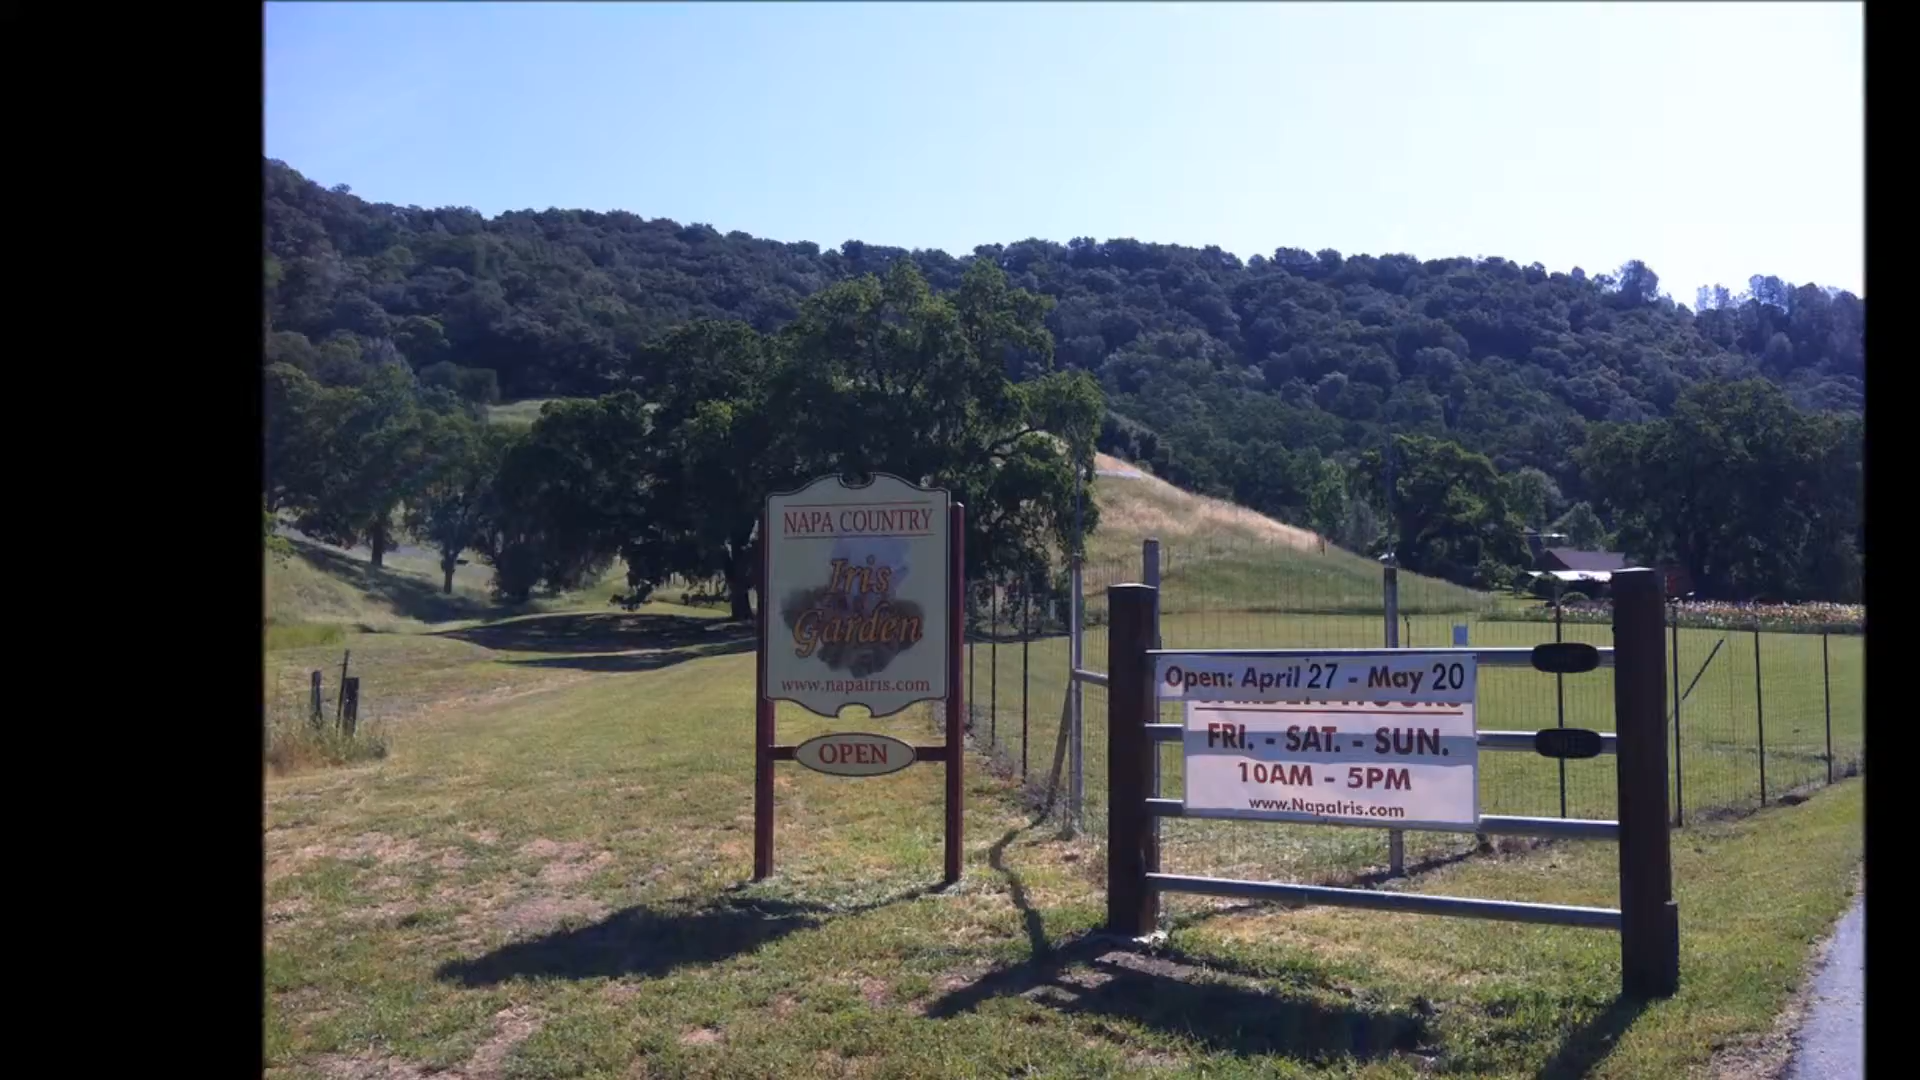 NAPA COUNTRY
Iris
Garden
www.napairis.com
OPEN
Open: April 27 - May 20
FRI. - SAT. - SUN.
10AM - 5PM
www.NapaIris.com